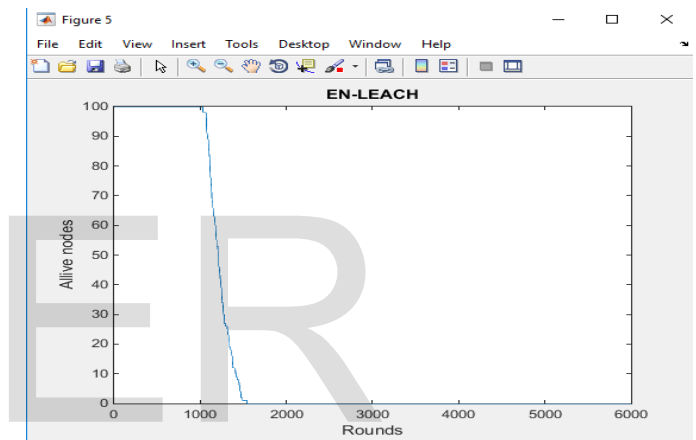 Figure 5
File Edit View Insert Tools Desktop Window Help
EN-LEACH
100
90
80
70
60
50
40
30
20
10
0
Allive nodes
0 1000 2000 3000 4000 5000 6000
Rounds
ER